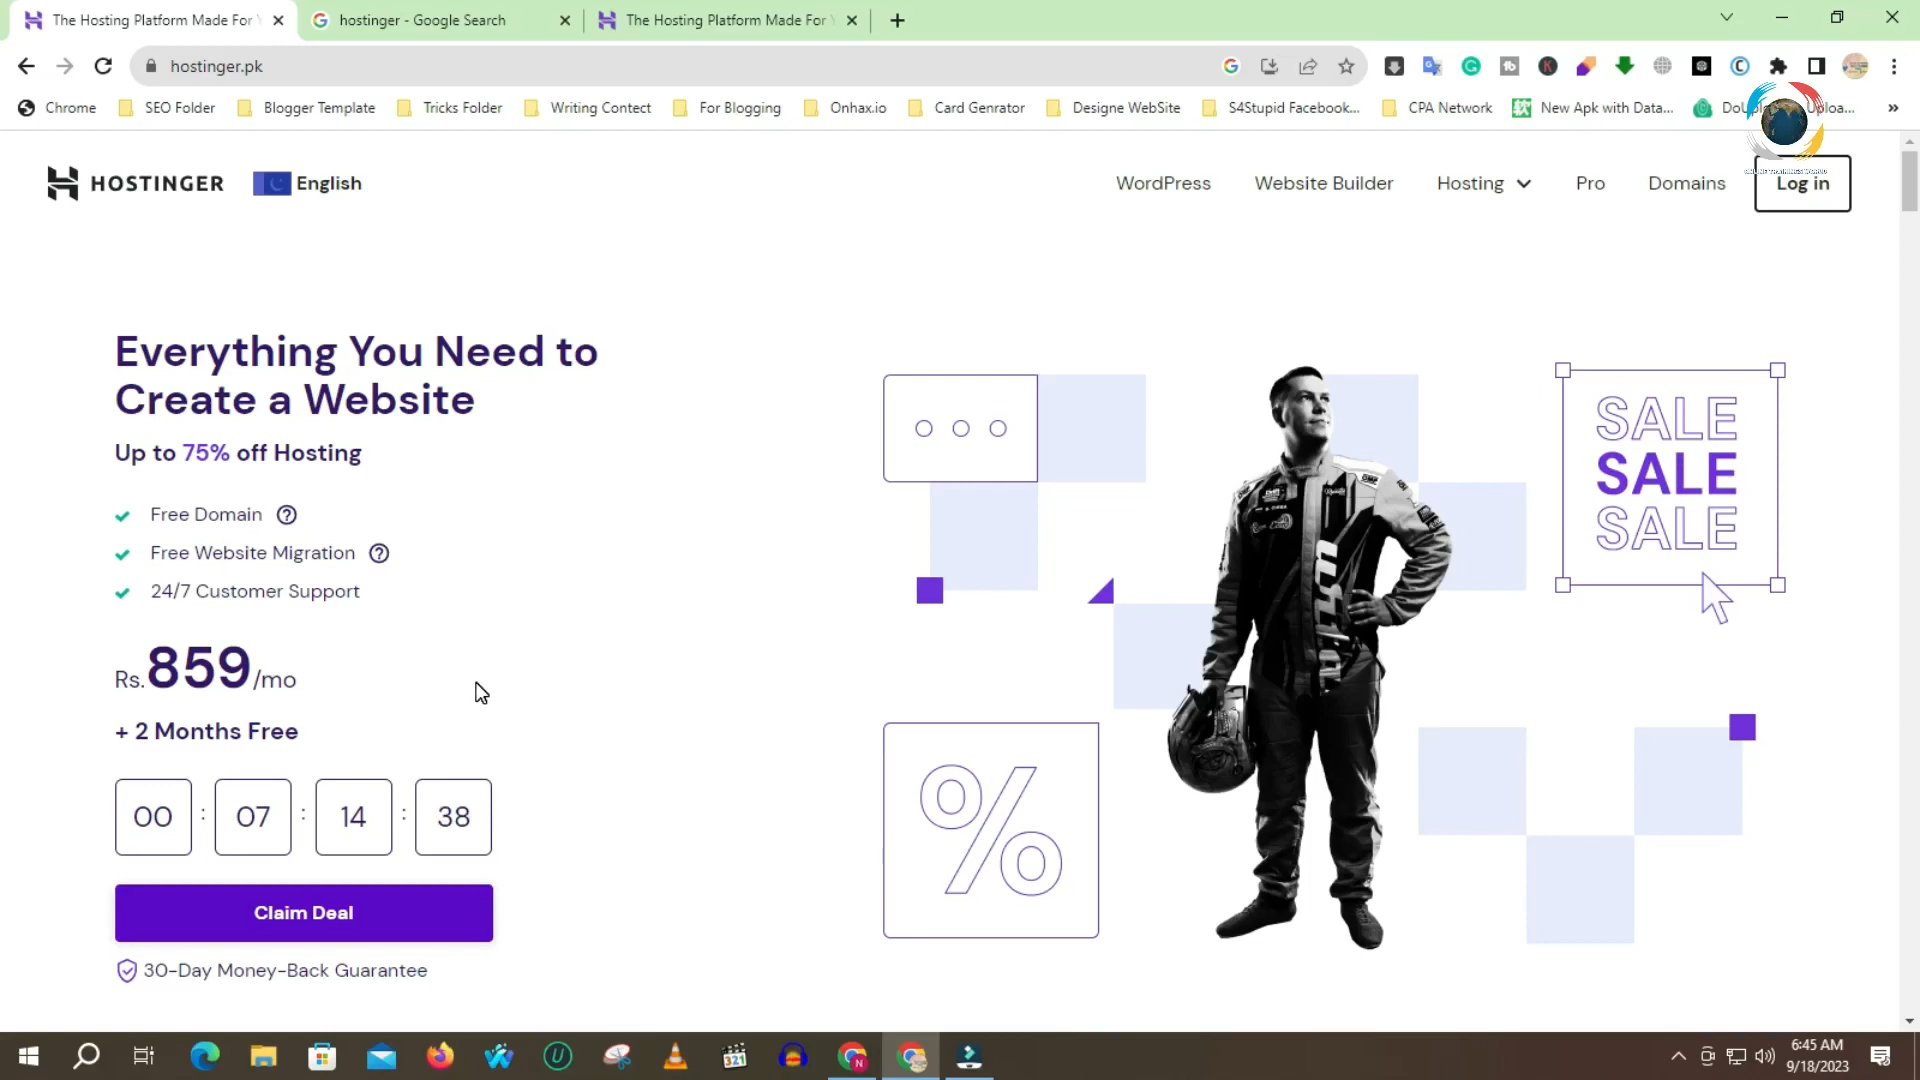 The Hosting Platform Made For
hostinger - Google Search
The Hosting Platform Made For
hostinger.pk
Chrome
SEO Folder
Blogger Template
Tricks Folder
Writing Contect
For Blogging
Onhax.io
Card Genrator
Designe WebSite
S4Stupid Facebook...
CPA Network
New Apk with Data...
HOSTINGER
English
WordPress
Website Builder
Hosting
Pro
Domains
Log in
Everything You Need to
Create a Website
Up to 75% off Hosting
Free Domain ?
Free Website Migration ?
24/7 Customer Support
Rs.859/mo
+ 2 Months Free
00 : 07 : 14 : 38
Claim Deal
30-Day Money-Back Guarantee
SALE
SALE
SALE
%
321
6:45 AM
9/18/2023